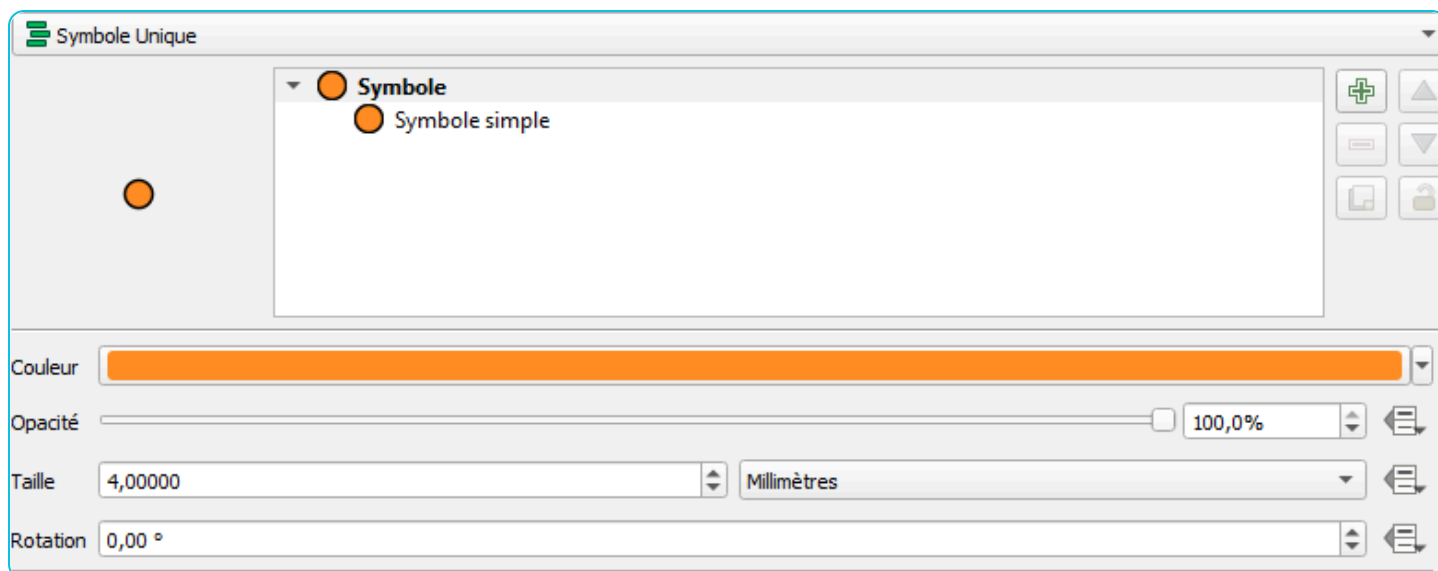 Symbole Unique
Symbole
Symbole simple
Couleur
Opacité 100,0%
Taille 4,00000 Millimètres
Rotation 0,00 °